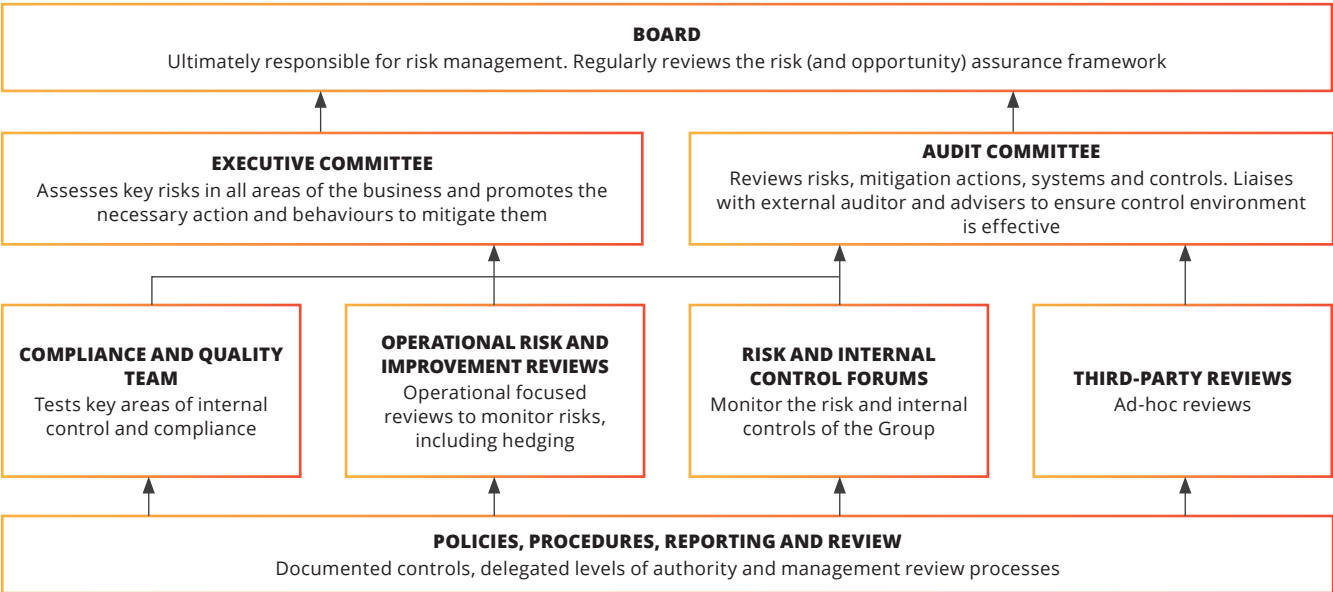 BOARD
Ultimately responsible for risk management. Regularly reviews the risk (and opportunity) assurance framework
EXECUTIVE COMMITTEE
Assesses key risks in all areas of the business and promotes the
necessary action and behaviours to mitigate them
AUDIT COMMITTEE
Reviews risks, mitigation actions, systems and controls. Liaises
with external auditor and advisers to ensure control environment
is effective
COMPLIANCE AND QUALITY
TEAM
Tests key areas of internal
control and compliance
OPERATIONAL RISK AND
IMPROVEMENT REVIEWS
Operational focused
reviews to monitor risks,
including hedging
RISK AND INTERNAL
CONTROL FORUMS
Monitor the risk and internal
controls of the Group
THIRD-PARTY REVIEWS
Ad-hoc reviews
POLICIES, PROCEDURES, REPORTING AND REVIEW
Documented controls, delegated levels of authority and management review processes